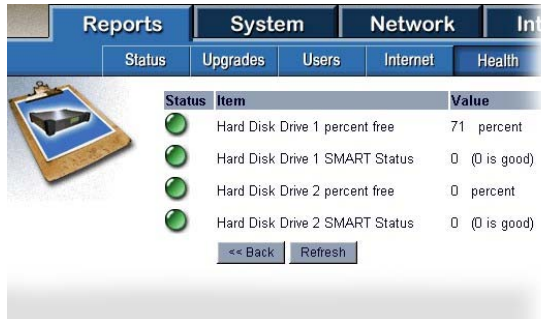 Reports System Network Int
Status Upgrades Users Internet Health
Status Item Value
Hard Disk Drive 1 percent free 71 percent
Hard Disk Drive 1 SMART Status 0 (0 is good)
Hard Disk Drive 2 percent free 0 percent
Hard Disk Drive 2 SMART Status 0 (0 is good)
<< Back Refresh